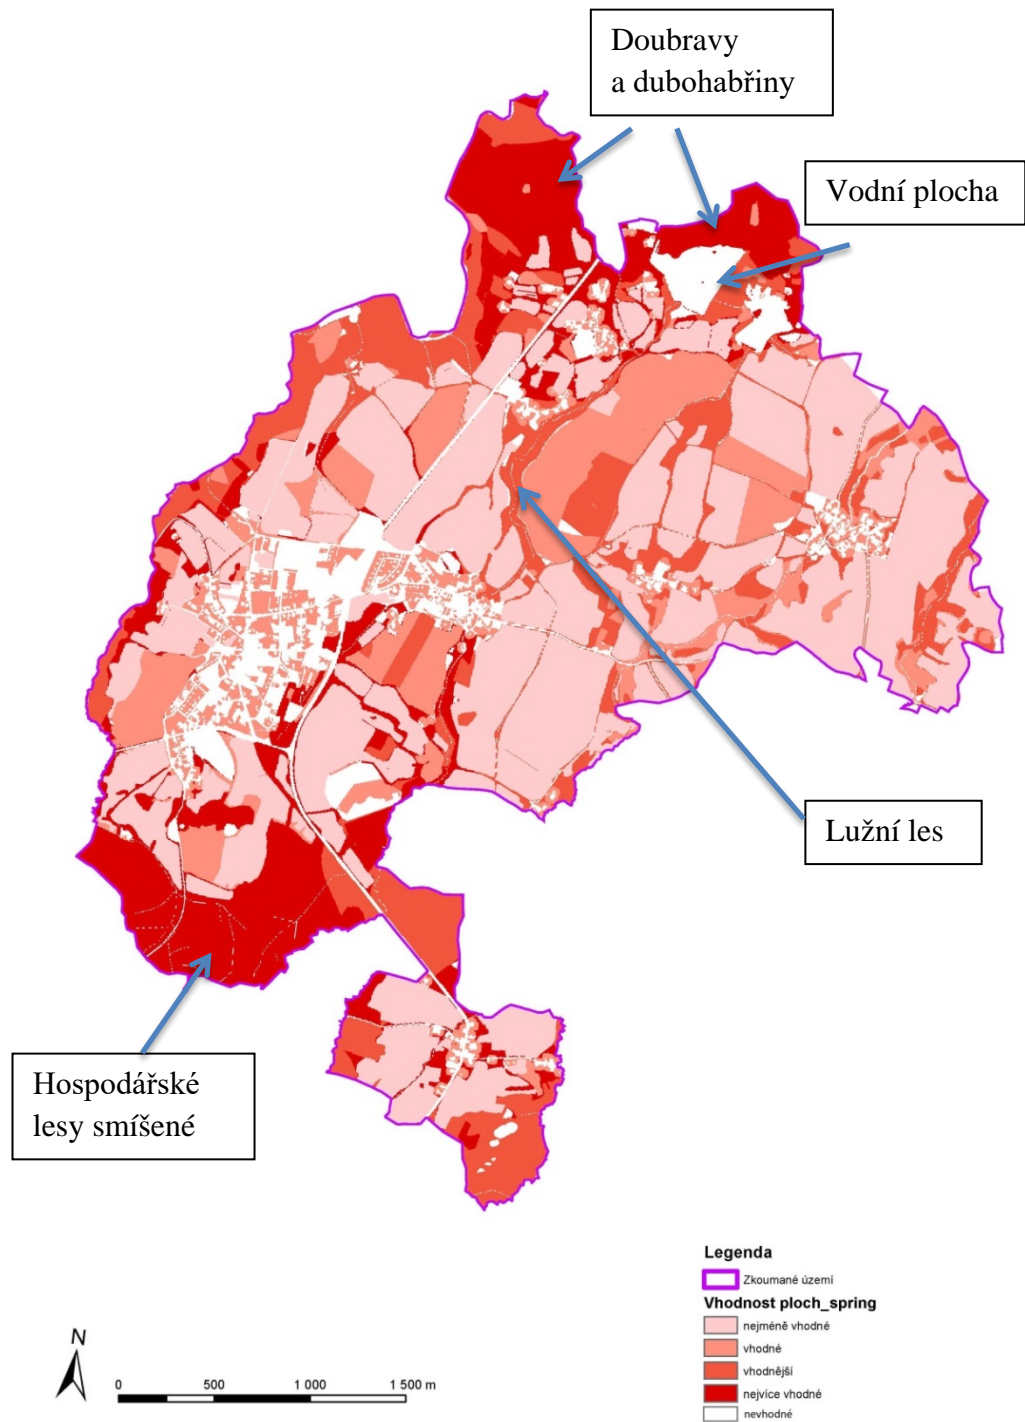 Doubravy
a dubohabřiny
Vodní plocha
Lužní les
Hospodářské
lesy smíšené
Legenda
Zkoumané území
Vhodnost ploch_spring
nejméně vhodné
vhodné
vhodnější
nejvíce vhodné
nevhodné
N
0 500 1 000 1 500 m